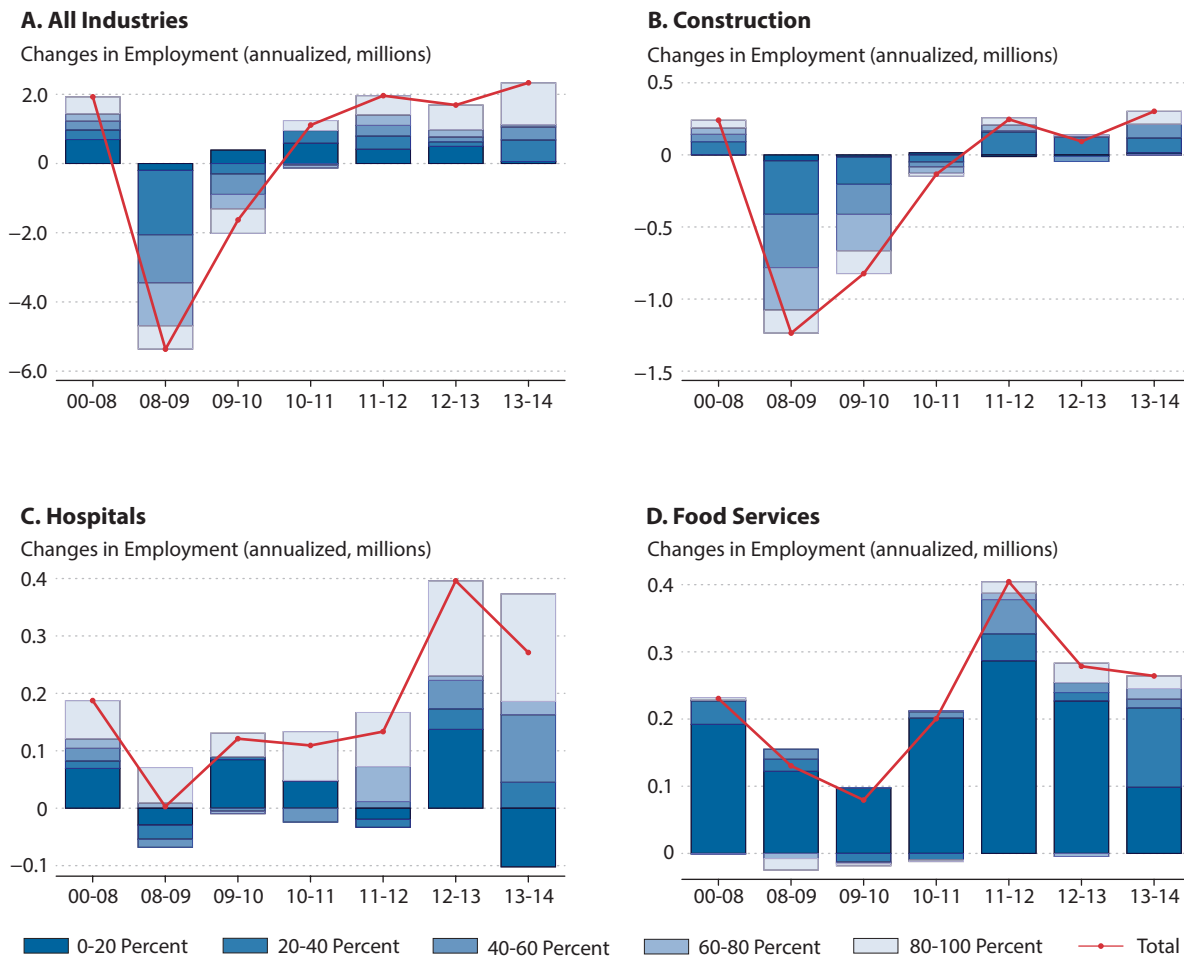 A. All Industries
Changes in Employment (annualized, millions)
2.0
0
−2.0
−4.0
−6.0
00-08 08-09 09-10 10-11 11-12 12-13 13-14
B. Construction
Changes in Employment (annualized, millions)
0.5
0
−0.5
−1.0
−1.5
00-08 08-09 09-10 10-11 11-12 12-13 13-14
C. Hospitals
Changes in Employment (annualized, millions)
0.4
0.3
0.2
0.1
0
−0.1
00-08 08-09 09-10 10-11 11-12 12-13 13-14
D. Food Services
Changes in Employment (annualized, millions)
0.4
0.3
0.2
0.1
0
00-08 08-09 09-10 10-11 11-12 12-13 13-14
0-20 Percent 20-40 Percent 40-60 Percent 60-80 Percent 80-100 Percent Total